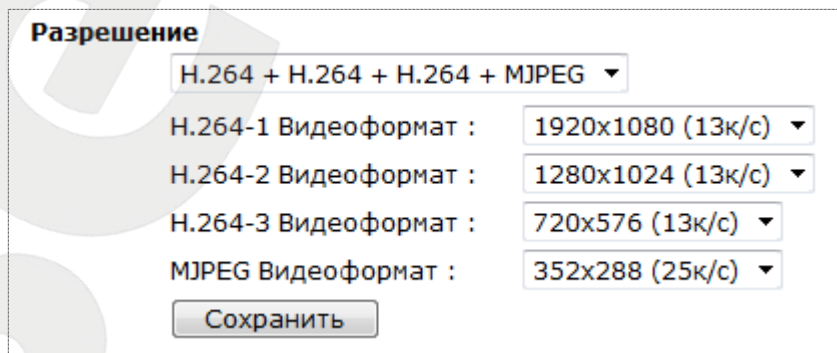 Разрешение
H.264 + H.264 + H.264 + MJPEG
H.264-1 Видеоформат : 1920x1080 (13к/с)
H.264-2 Видеоформат : 1280x1024 (13к/с)
H.264-3 Видеоформат : 720x576 (13к/с)
MJPEG Видеоформат : 352x288 (25к/с)
Сохранить